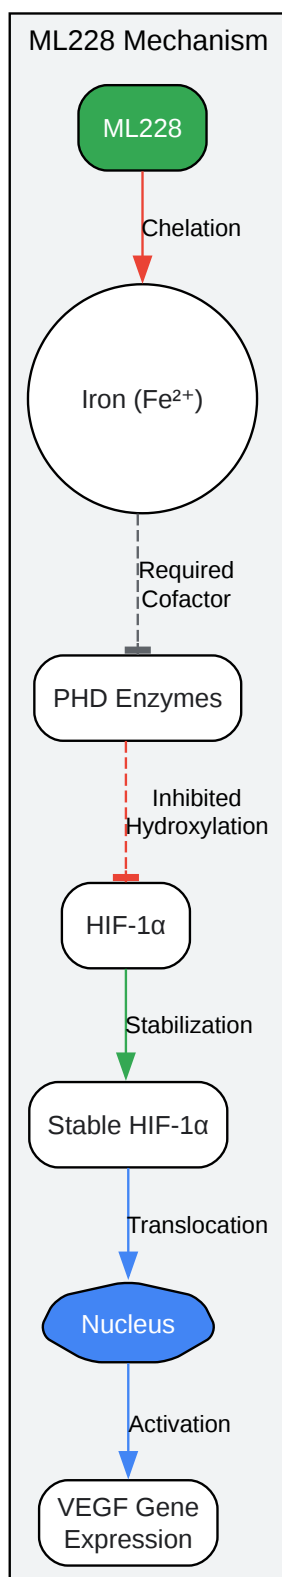 ML228 Mechanism
ML228
Chelation
Iron (Fe²⁺)
Required
Cofactor
PHD Enzymes
Inhibited
Hydroxylation
HIF-1α
Stabilization
Stable HIF-1α
Translocation
Nucleus
Activation
VEGF Gene
Expression